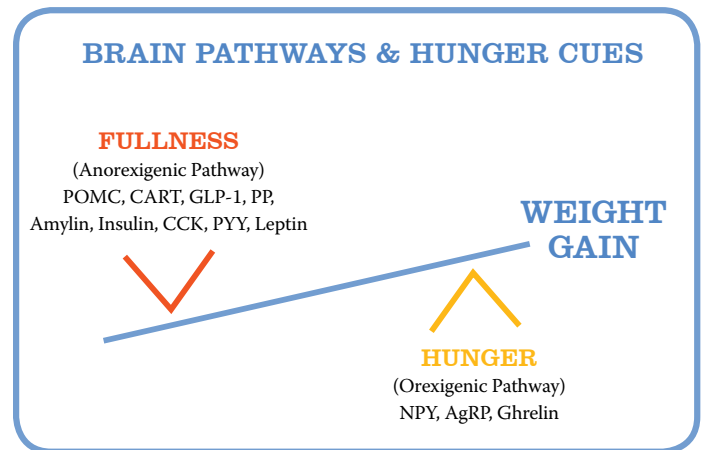 BRAIN PATHWAYS & HUNGER CUES
FULLNESS
(Anorexigenic Pathway)
POMC, CART, GLP-1, PP,
Amylin, Insulin, CCK, PYY, Leptin
WEIGHT
GAIN
HUNGER
(Orexigenic Pathway)
NPY, AgRP, Ghrelin